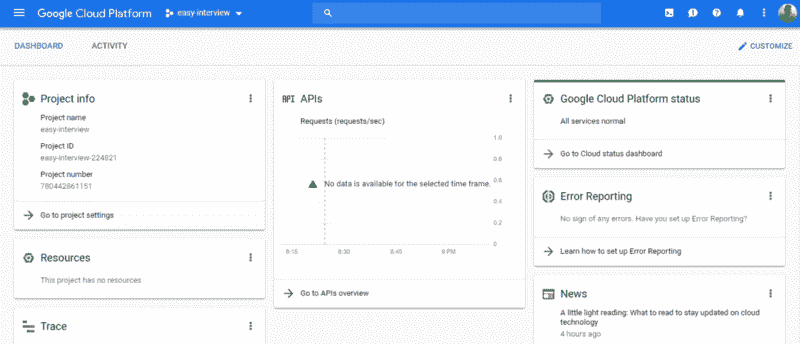 Google Cloud Platform
easy-interview
DASHBOARD
ACTIVITY
CUSTOMIZE
Project info
Project name
easy-interview
Project ID
easy-interview-224821
Project number
780442861151
Go to project settings
Resources
This project has no resources
Trace
API APIs
Requests (requests/sec)
1.0
0.8
0.6
0.4
0.2
0
No data is available for the selected time frame.
8:15
8:30
8:45
9 PM
Go to APIs overview
Google Cloud Platform status
All services normal
Go to Cloud status dashboard
Error Reporting
No sign of any errors. Have you set up Error Reporting?
Learn how to set up Error Reporting
News
A little light reading: What to read to stay updated on cloud
technology
4 hours ago